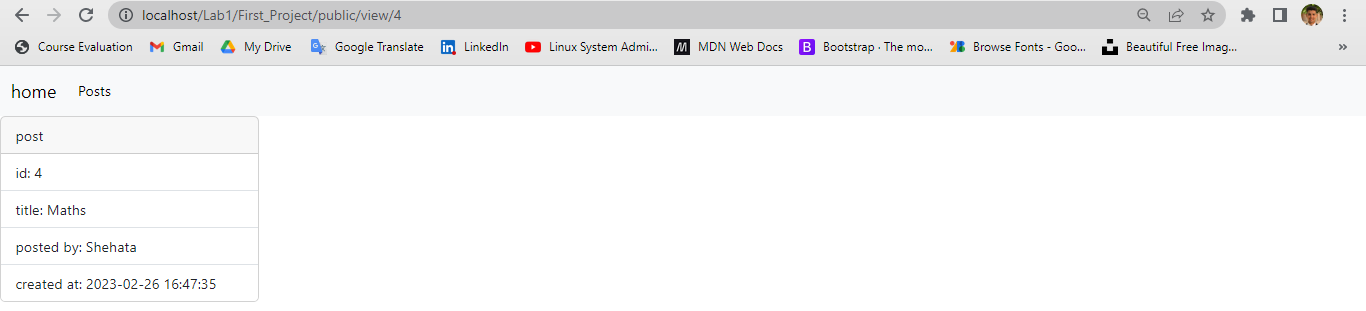 localhost/Lab1/First_Project/public/view/4
Course Evaluation Gmail My Drive Google Translate LinkedIn Linux System Admi... MDN Web Docs Bootstrap · The mo... Browse Fonts - Goo... Beautiful Free Imag... »
home Posts
post
id: 4
title: Maths
posted by: Shehata
created at: 2023-02-26 16:47:35